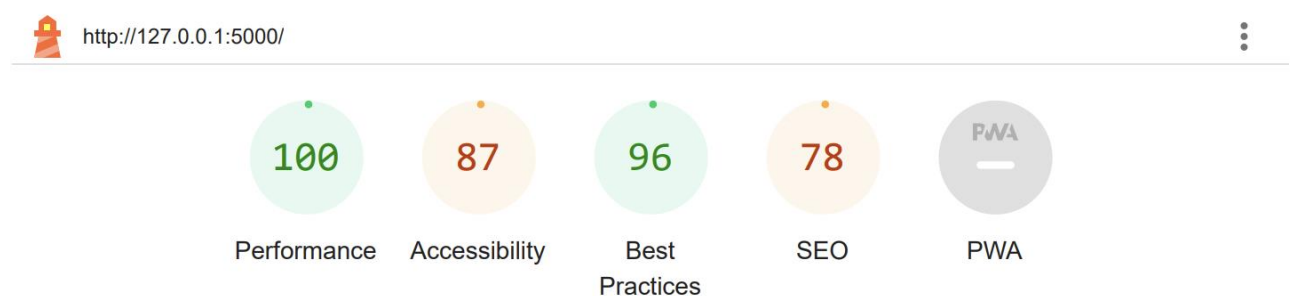 http://127.0.0.1:5000/
100
87
96
78
PWA
Performance
Accessibility
Best
Practices
SEO
PWA